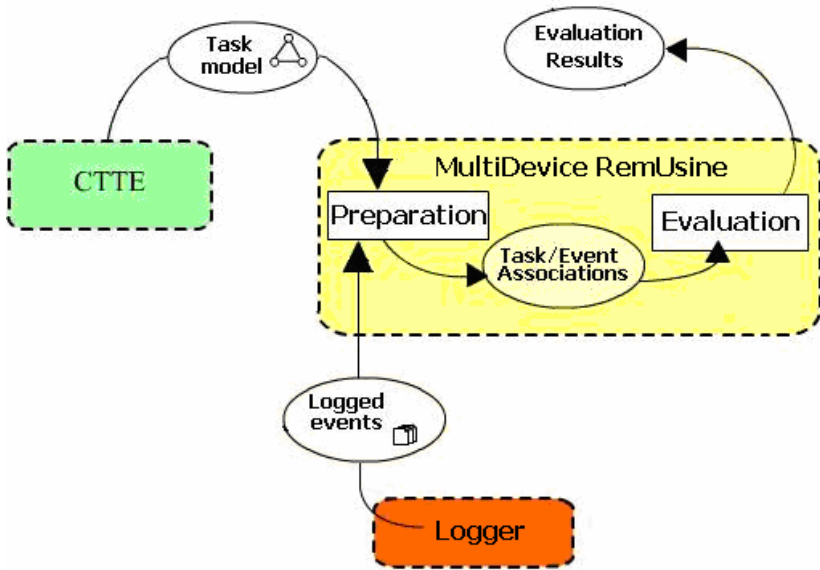 Task
model
Evaluation
Results
CTTE
MultiDevice RemUsine
Preparation
Evaluation
Task/Event
Associations
Logged
events
Logger